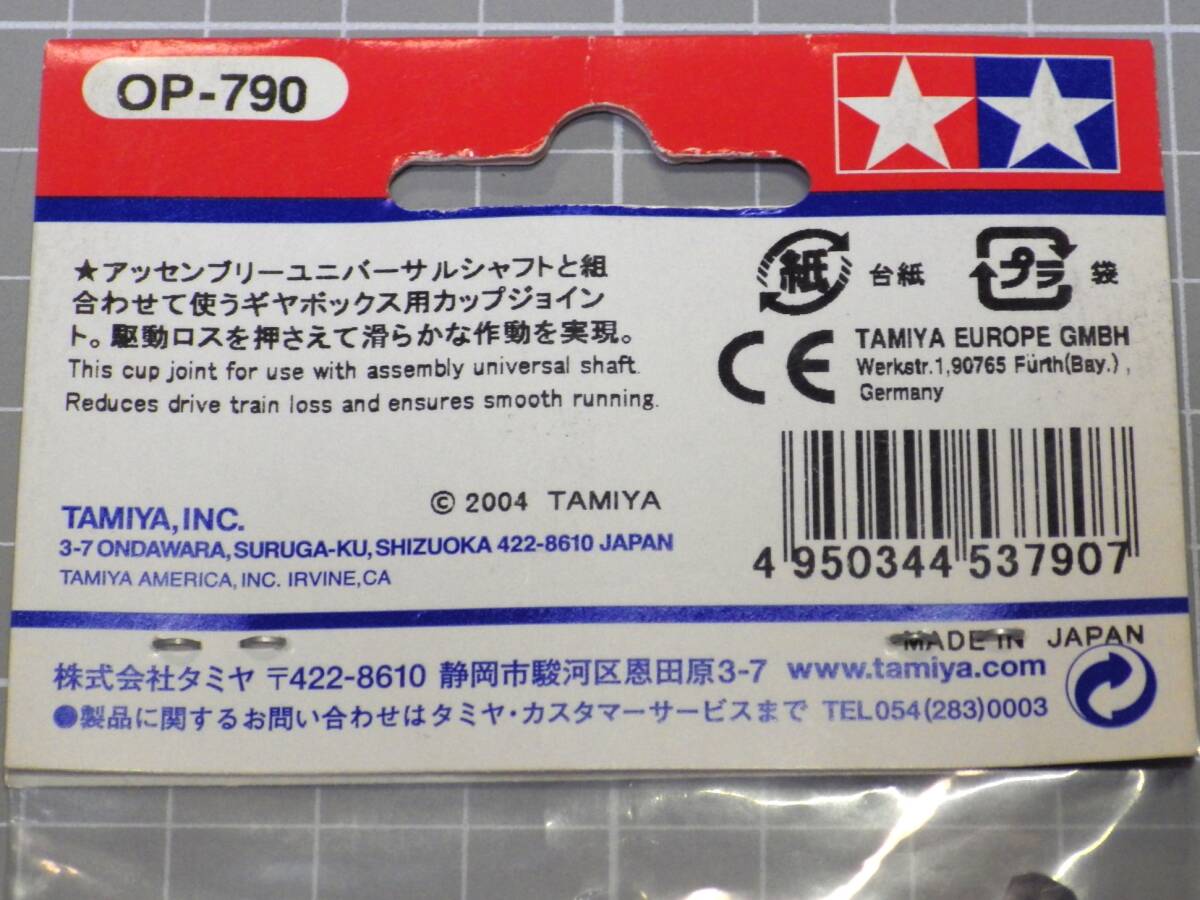 OP-790
★アッセンブリーユニバーサルシャフトと組
合わせて使うギヤボックス用カップジョイン
ト。駆動ロスを押さえて滑らかな作動を実現。
This cup joint for use with assembly universal shaft.
Reduces drive train loss and ensures smooth running.
紙 台紙
プラ 袋
CE
TAMIYA EUROPE GMBH
Werkstr.1,90765 Fürth(Bay.),
Germany
© 2004 TAMIYA
TAMIYA, INC.
3-7 ONDAWARA, SURUGA-KU, SHIZUOKA 422-8610 JAPAN
TAMIYA AMERICA, INC. IRVINE, CA
4 950344 537907
MADE IN JAPAN
株式会社タミヤ 〒422-8610 静岡市駿河区恩田原3-7 www.tamiya.com
●製品に関するお問い合わせはタミヤ・カスタマーサービスまで TEL054(283)0003